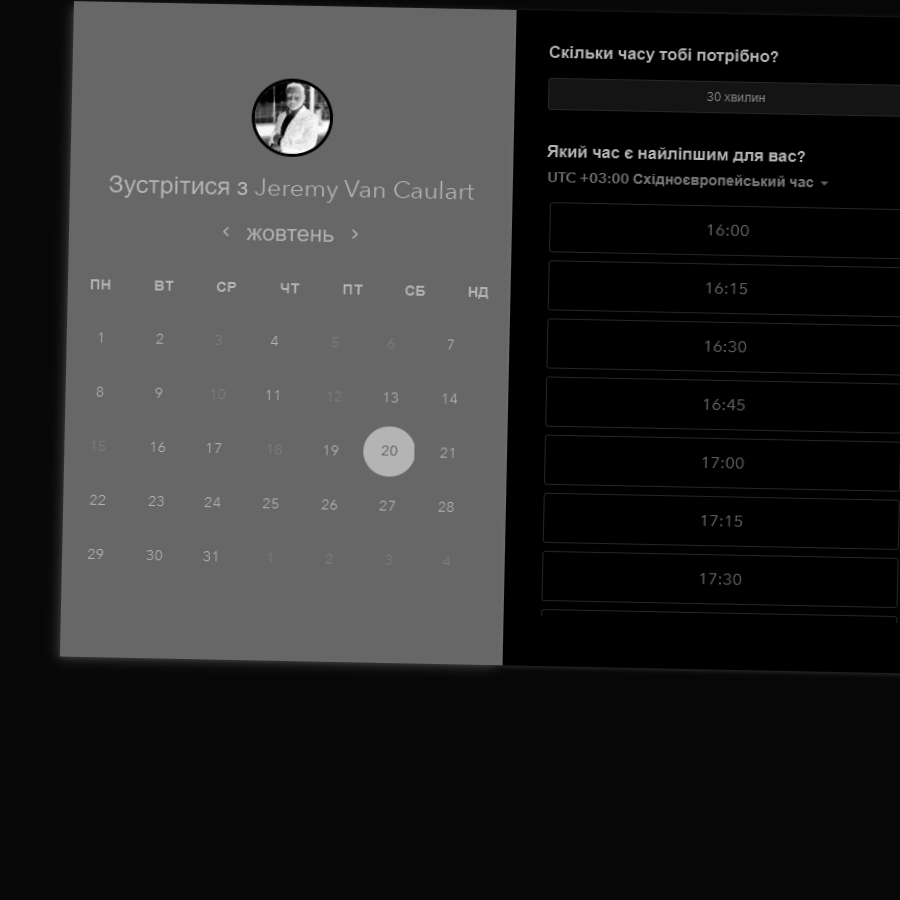 Зустрітися з Jeremy Van Caulart
‹ жовтень ›
ПН ВТ СР ЧТ ПТ СБ НД
1 2 3 4 5 6 7
8 9 10 11 12 13 14
15 16 17 18 19 20 21
22 23 24 25 26 27 28
29 30 31 1 2 3 4
Скільки часу тобі потрібно?
30 хвилин
Який час є найліпшим для вас?
UTC +03:00 Східноєвропейський час
16:00
16:15
16:30
16:45
17:00
17:15
17:30